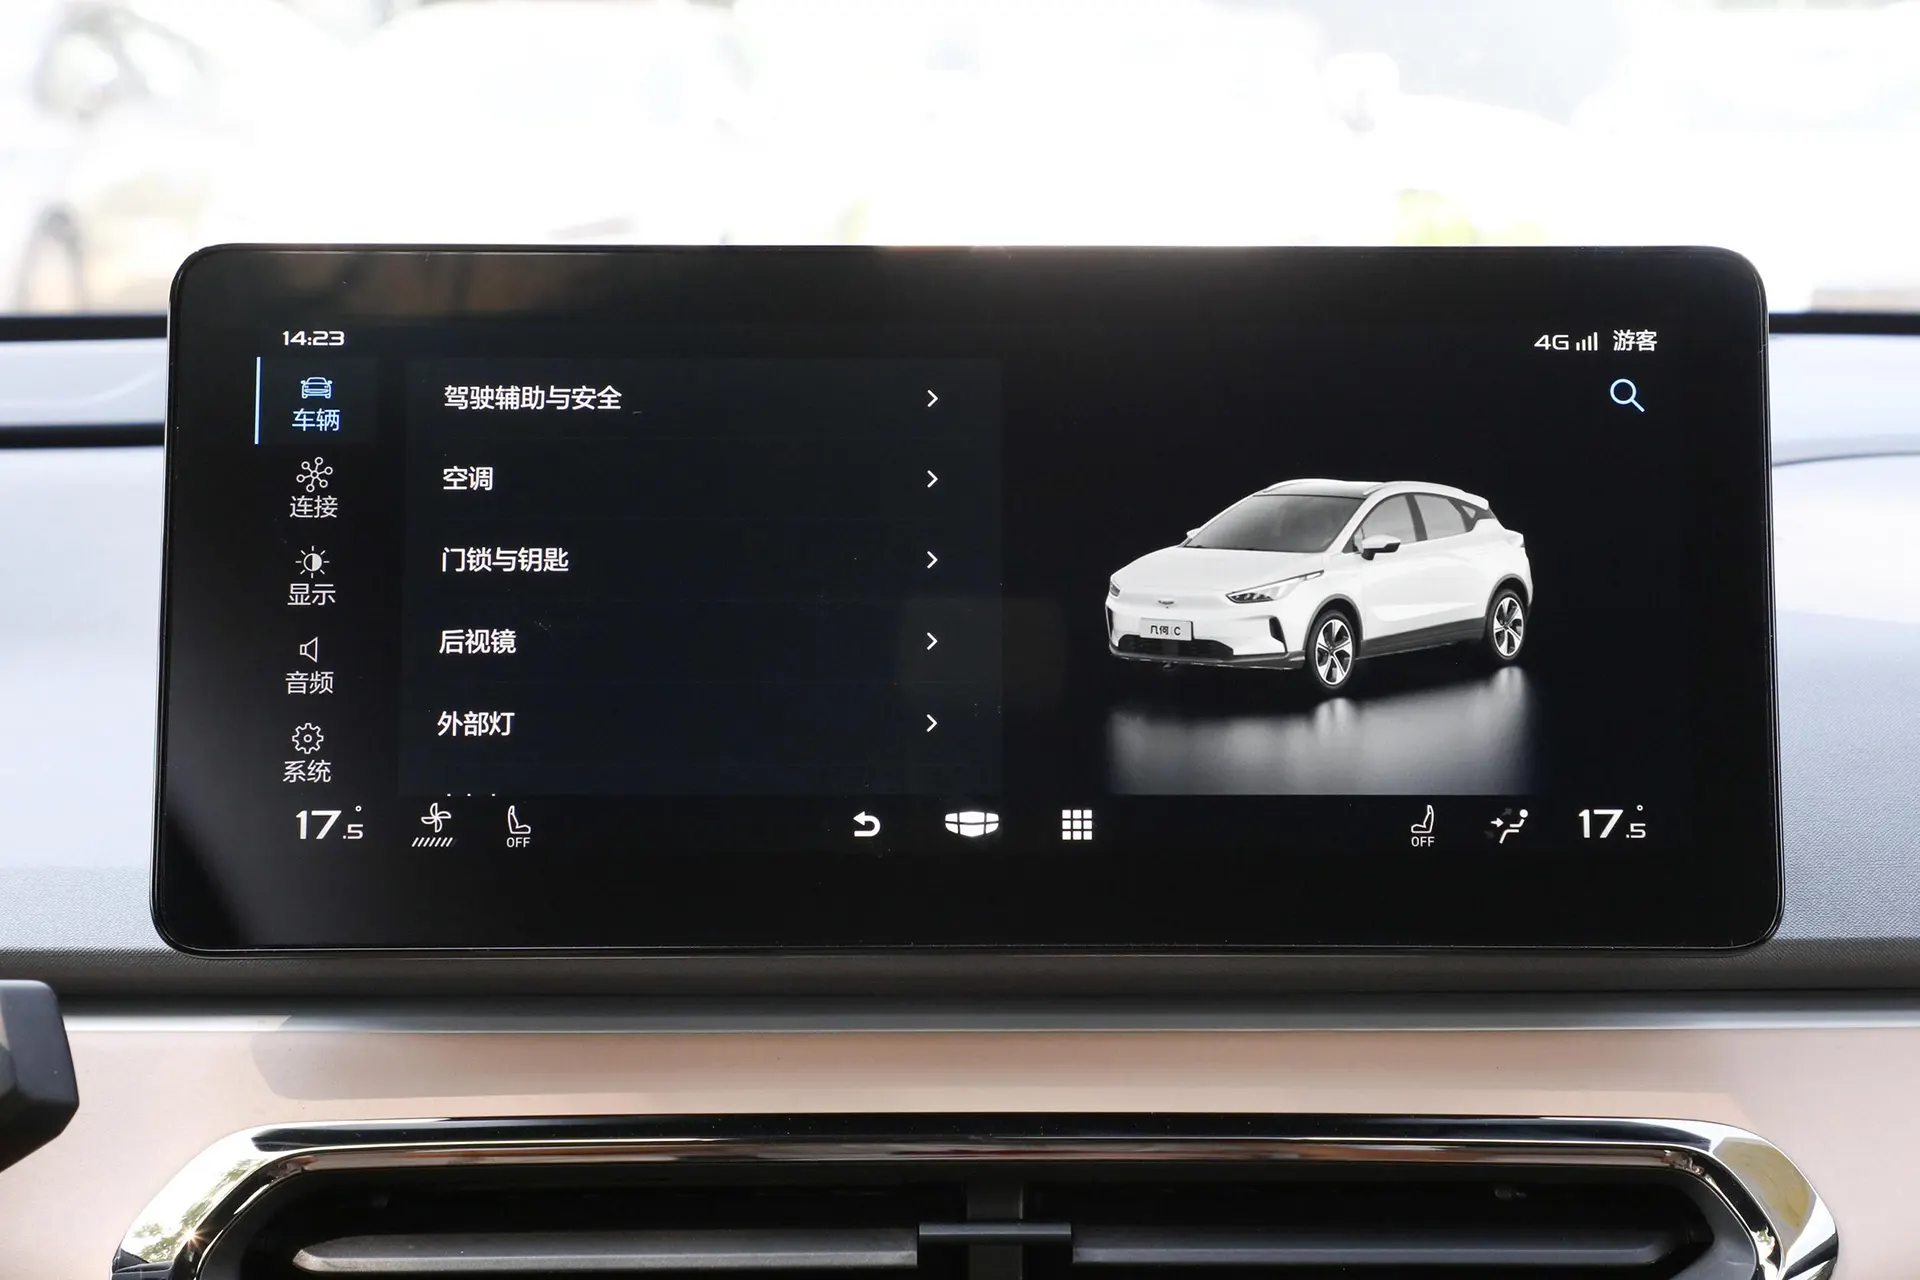 14:23
4G 游客
车辆
连接
显示
音频
系统
驾驶辅助与安全
空调
门锁与钥匙
后视镜
外部灯
几何 C
17.5°
OFF
OFF
17.5°